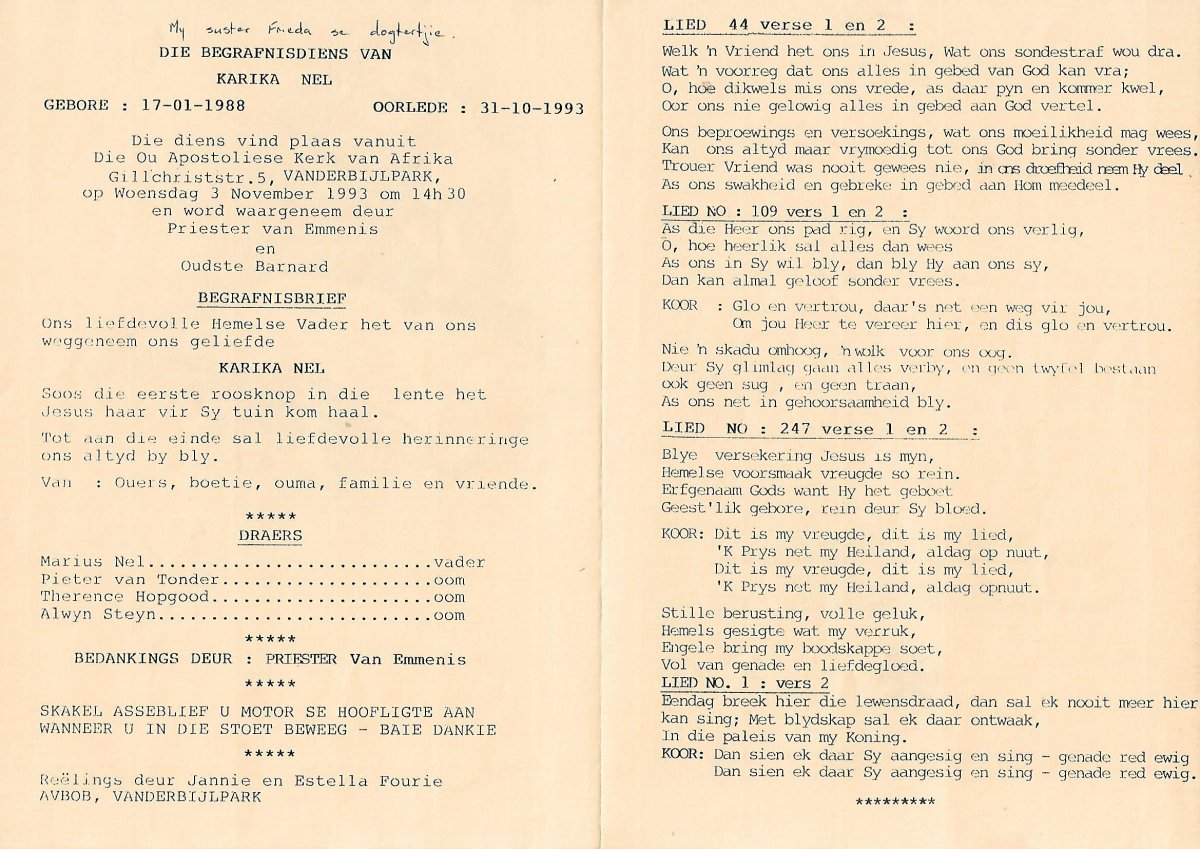 My suster Frieda se dogtertjie.
DIE BEGRAFNISDIENS VAN
KARIKA NEL
GEBORE : 17-01-1988 OORLEDE : 31-10-1993
Die diens vind plaas vanuit
Die Ou Apostoliese Kerk van Afrika
Gillchriststr.5, VANDERBIJLPARK,
op Woensdag 3 November 1993 om 14h30
en word waargeneem deur
Priester van Emmenis
en
Oudste Barnard
BEGRAFNISBRIEF
Ons liefdevolle Hemelse Vader het van ons
weggeneem ons geliefde
KARIKA NEL
Soos die eerste roosknop in die lente het
Jesus haar vir Sy tuin kom haal.
Tot aan die einde sal liefdevolle herinneringe
ons altyd by bly.
Van : Ouers, boetie, ouma, familie en vriende.
*****
DRAERS
Marius Nel...........................vader
Pieter van Tonder....................oom
Therence Hopgood.....................oom
Alwyn Steyn..........................oom
*****
BEDANKINGS DEUR : PRIESTER Van Emmenis
*****
SKAKEL ASSEBLIEF U MOTOR SE HOOFLIGTE AAN
WANNEER U IN DIE STOET BEWEEG - BAIE DANKIE
*****
Reëlings deur Jannie en Estella Fourie
AVBOB, VANDERBIJLPARK
LIED 44 verse 1 en 2 :
Welk 'n Vriend het ons in Jesus, Wat ons sondestraf wou dra.
Wat 'n voorreg dat ons alles in gebed van God kan vra;
O, hoe dikwels mis ons vrede, as daar pyn en kommer kwel,
Oor ons nie gelowig alles in gebed aan God vertel.
Ons beproewings en versoekings, wat ons moeilikheid mag wees,
Kan ons altyd maar vrymoedig tot ons God bring sonder vrees.
Trouer Vriend was nooit gewees nie, in ons droefheid neem Hy deel.
As ons swakheid en gebreke in gebed aan Hom meedeel.
LIED NO : 109 vers 1 en 2 :
As die Heer ons pad rig, en Sy woord ons verlig,
O, hoe heerlik sal alles dan wees
As ons in Sy wil bly, dan bly Hy aan ons sy,
Dan kan almal geloof sonder vrees.
KOOR : Glo en vertrou, daar's net een weg vir jou,
Om jou Heer te vereer hier, en dis glo en vertrou.
Nie 'n skadu omhoog, 'n wolk voor ons oog.
Deur Sy glimlag gaan alles verby, en geen twyfel bestaan
ook geen sug , en geen traan,
As ons net in gehoorsaamheid bly.
LIED NO : 247 verse 1 en 2 :
Blye versekering Jesus is myn,
Hemelse voorsmaak vreugde so rein.
Erfgenaam Gods want Hy het geboet
Geest'lik gebore, rein deur Sy bloed.
KOOR: Dit is my vreugde, dit is my lied,
'K Prys net my Heiland, aldag op nuut,
Dit is my vreugde, dit is my lied,
'K Prys net my Heiland, aldag opnuut.
Stille berusting, volle geluk,
Hemels gesigte wat my verruk,
Engele bring my boodskappe soet,
Vol van genade en liefdegloed.
LIED NO. 1 : vers 2
Eendag breek hier die lewensdraad, dan sal ek nooit meer hier
kan sing; Met blydskap sal ek daar ontwaak,
In die paleis van my Koning.
KOOR: Dan sien ek daar Sy aangesig en sing - genade red ewig
Dan sien ek daar Sy aangesig en sing - genade red ewig.
*********